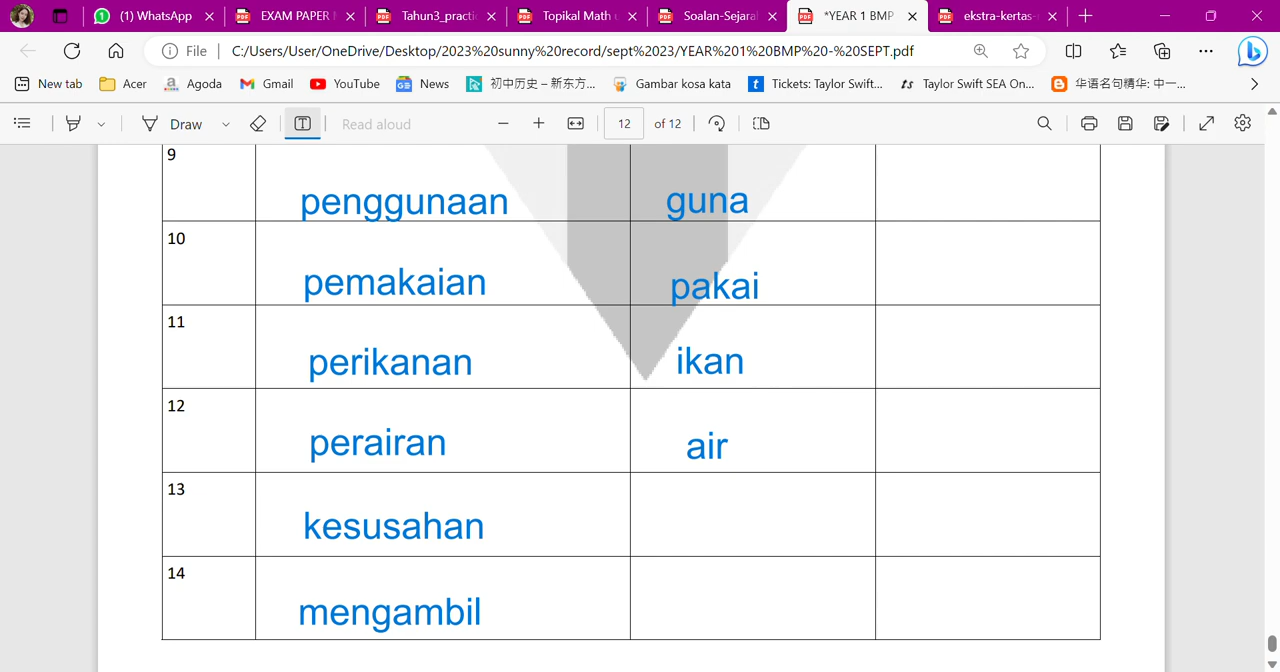 (1) WhatsApp
EXAM PAPER
Tahun3_practi
Topikal Math
Soalan-Sejara
*YEAR 1 BMP
ekstra-kertas-
File
C:/Users/User/OneDrive/Desktop/2023%20sunny%20record/sept%2023/YEAR%201%20BMP%20-%20SEPT.pdf
New tab
Acer
Agoda
Gmail
YouTube
News
初中历史 – 新东方...
Gambar kosa kata
Tickets: Taylor Swift...
Taylor Swift SEA On...
华语名句精华: 中一...
Draw
Read aloud
12 of 12
9 penggunaan guna
10 pemakaian pakai
11 perikanan ikan
12 perairan air
13 kesusahan
14 mengambil